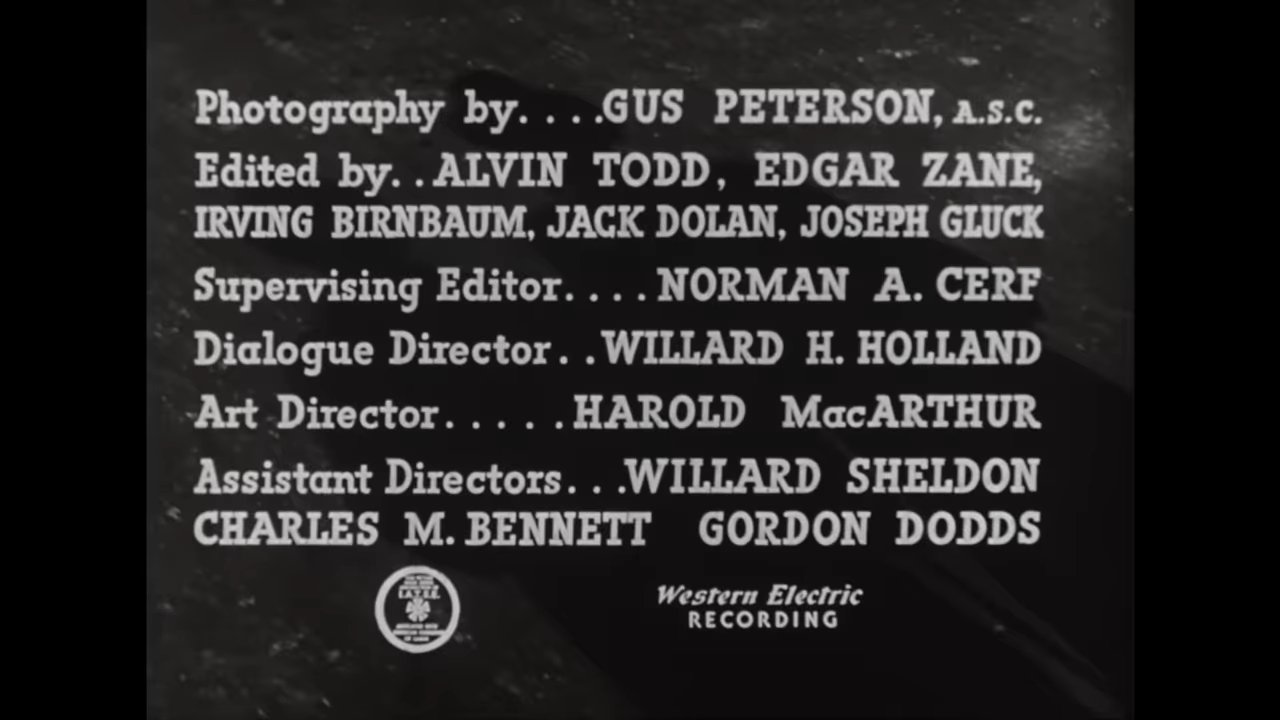 Photography by....GUS PETERSON, A.S.C.
Edited by..ALVIN TODD, EDGAR ZANE,
IRVING BIRNBAUM, JACK DOLAN, JOSEPH GLUCK
Supervising Editor....NORMAN A. CERF
Dialogue Director..WILLARD H. HOLLAND
Art Director.....HAROLD MacARTHUR
Assistant Directors...WILLARD SHELDON
CHARLES M. BENNETT GORDON DODDS
I.A.T.S.E.
Western Electric
RECORDING